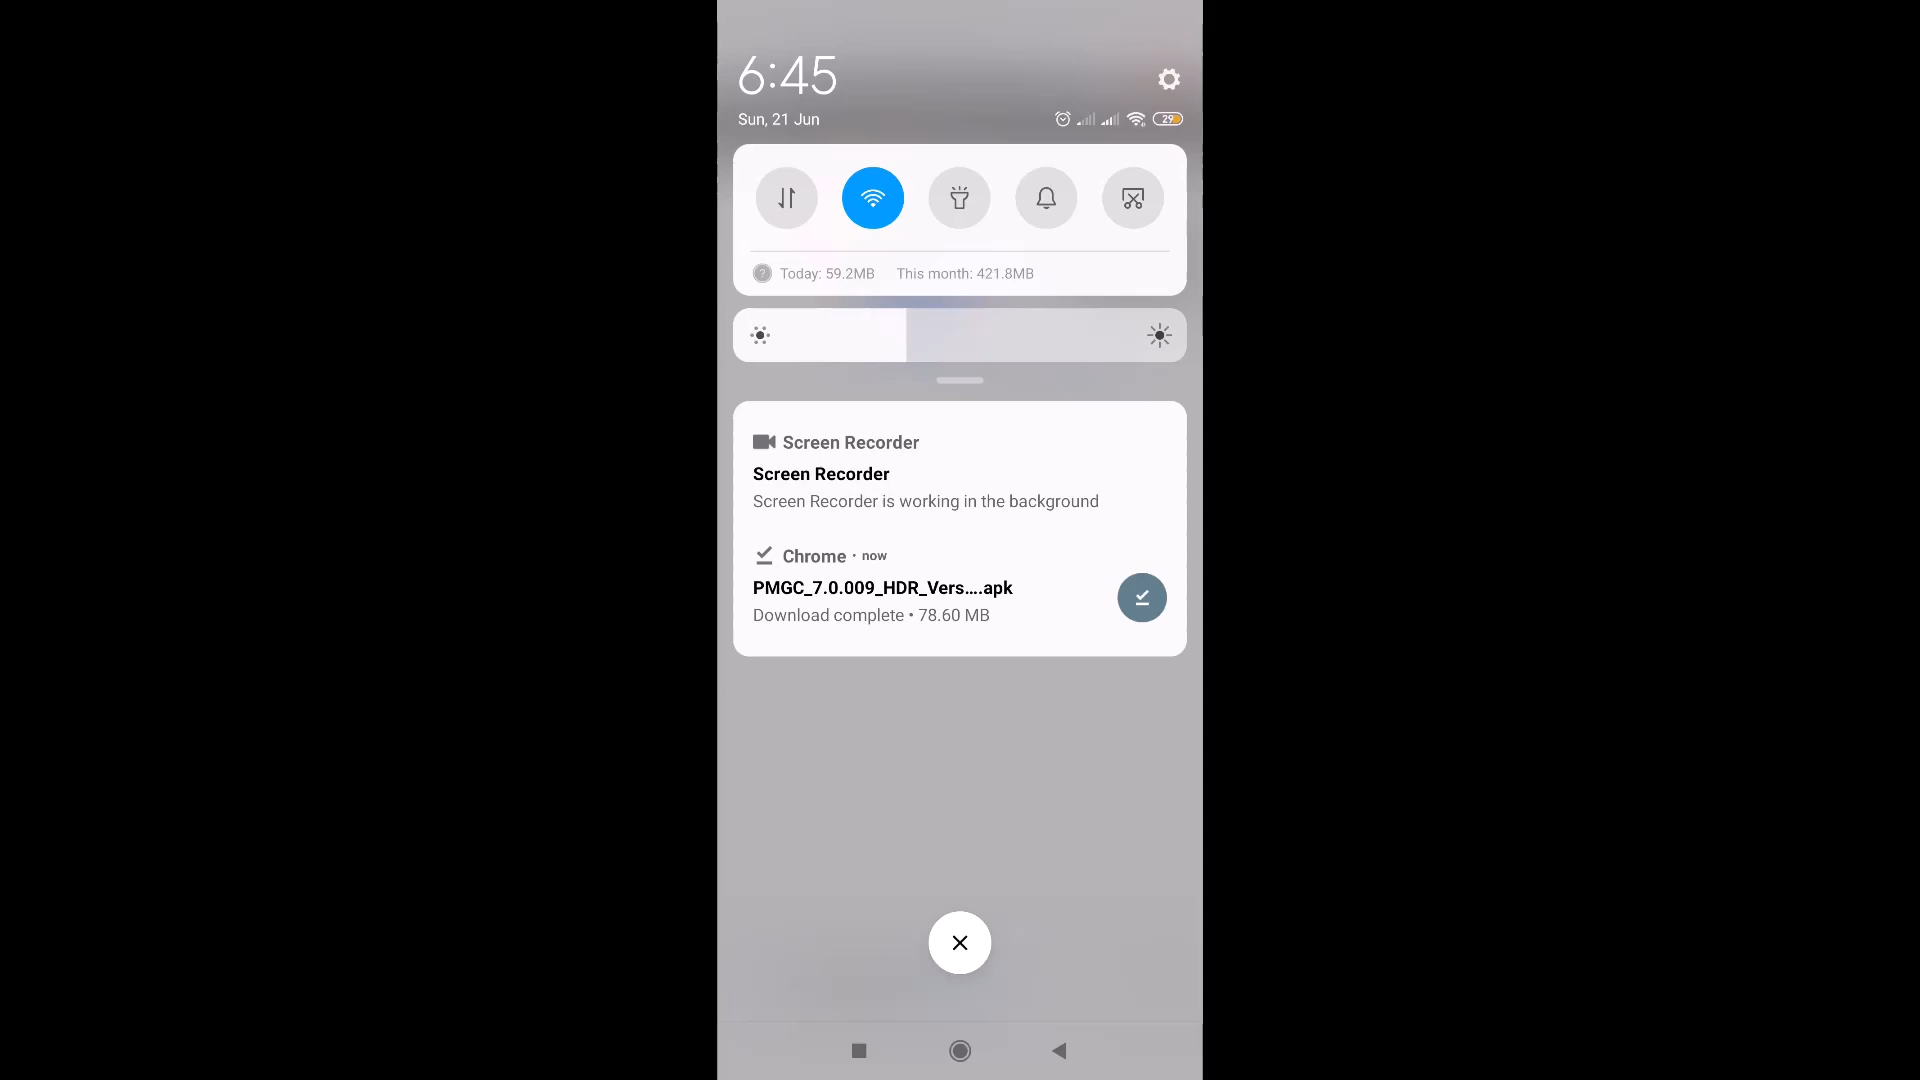 6:45
Sun, 21 Jun
29
Today: 59.2MB This month: 421.8MB
Screen Recorder
Screen Recorder
Screen Recorder is working in the background
Chrome • now
PMGC_7.0.009_HDR_Vers....apk
Download complete • 78.60 MB